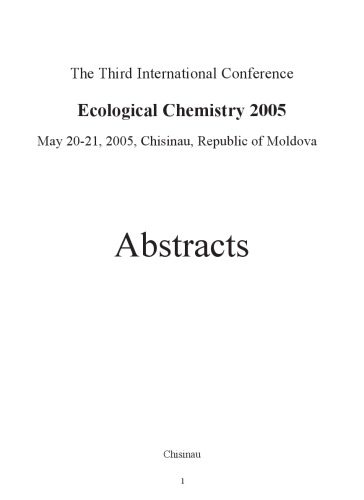 The Third International Conference
Ecological Chemistry 2005
May 20-21, 2005, Chisinau, Republic of Moldova
Abstracts
Chisinau
1